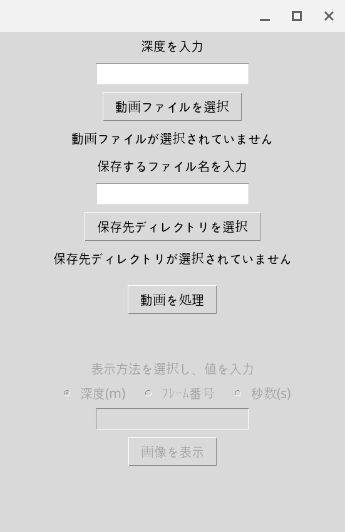 深度を入力
動画ファイルを選択
動画ファイルが選択されていません
保存するファイル名を入力
保存先ディレクトリを選択
保存先ディレクトリが選択されていません
動画を処理
表示方法を選択し、値を入力
深度(m) ﾌﾚｰﾑ番号 秒数(s)
画像を表示